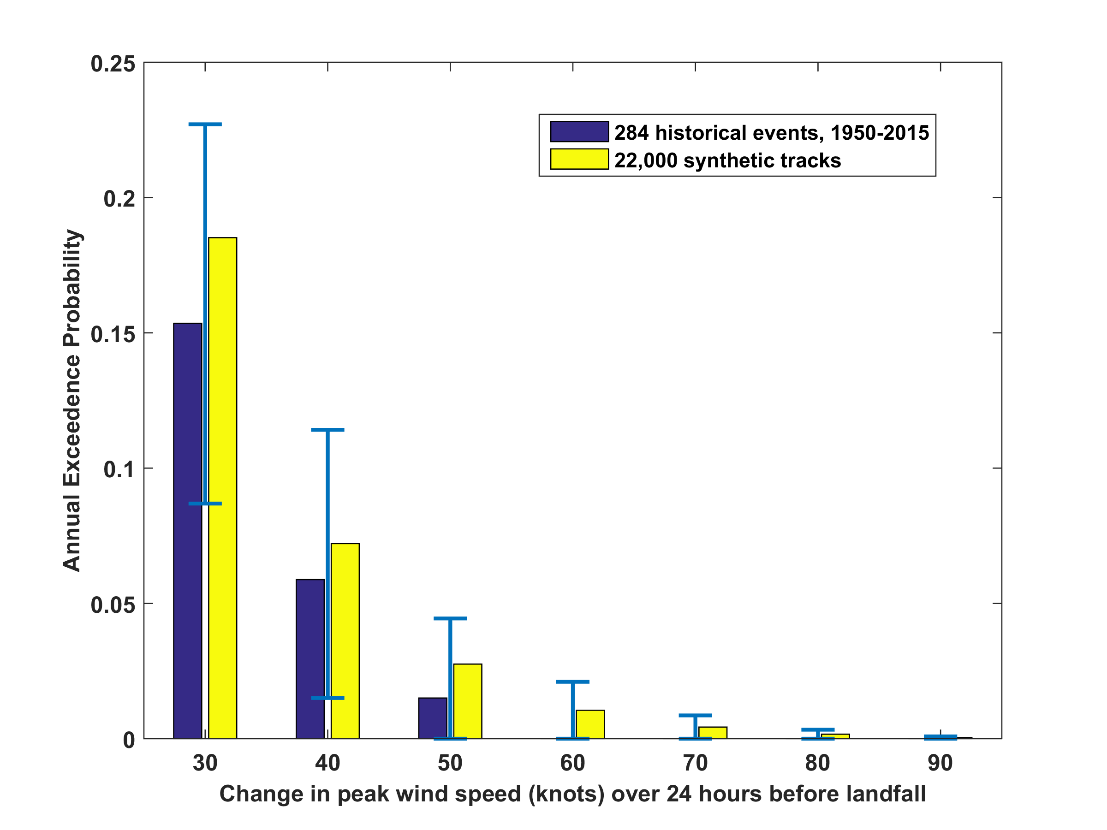 0.25
0.2
0.15
0.1
0.05
0
Annual Exceedence Probability
284 historical events, 1950-2015
22,000 synthetic tracks
30 40 50 60 70 80 90
Change in peak wind speed (knots) over 24 hours before landfall